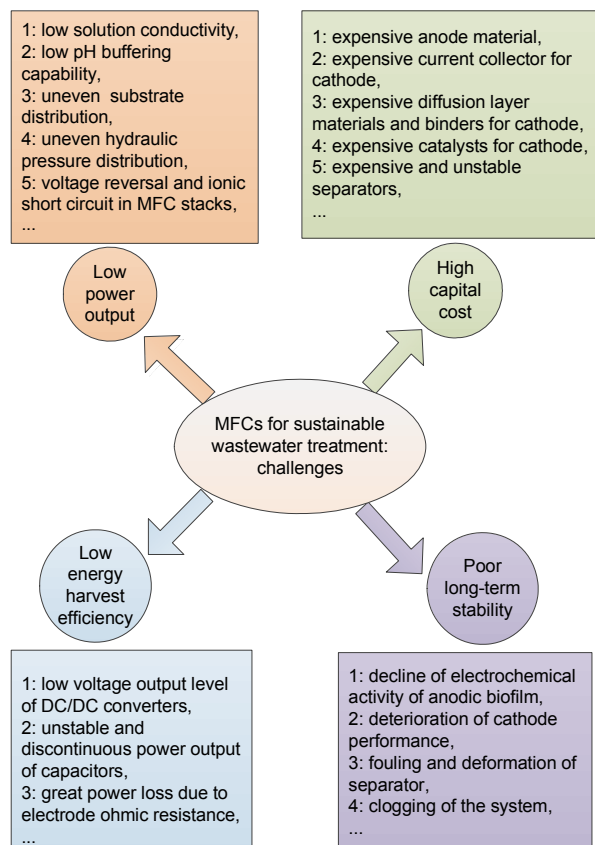 1: low solution conductivity,
2: low pH buffering
capability,
3: uneven substrate
distribution,
4: uneven hydraulic
pressure distribution,
5: voltage reversal and ionic
short circuit in MFC stacks,
...
1: expensive anode material,
2: expensive current collector for
cathode,
3: expensive diffusion layer
materials and binders for cathode,
4: expensive catalysts for cathode,
5: expensive and unstable
separators,
...
Low
power
output
High
capital
cost
MFCs for sustainable
wastewater treatment:
challenges
Low
energy
harvest
efficiency
Poor
long-term
stability
1: low voltage output level
of DC/DC converters,
2: unstable and
discontinuous power output
of capacitors,
3: great power loss due to
electrode ohmic resistance,
...
1: decline of electrochemical
activity of anodic biofilm,
2: deterioration of cathode
performance,
3: fouling and deformation of
separator,
4: clogging of the system,
...